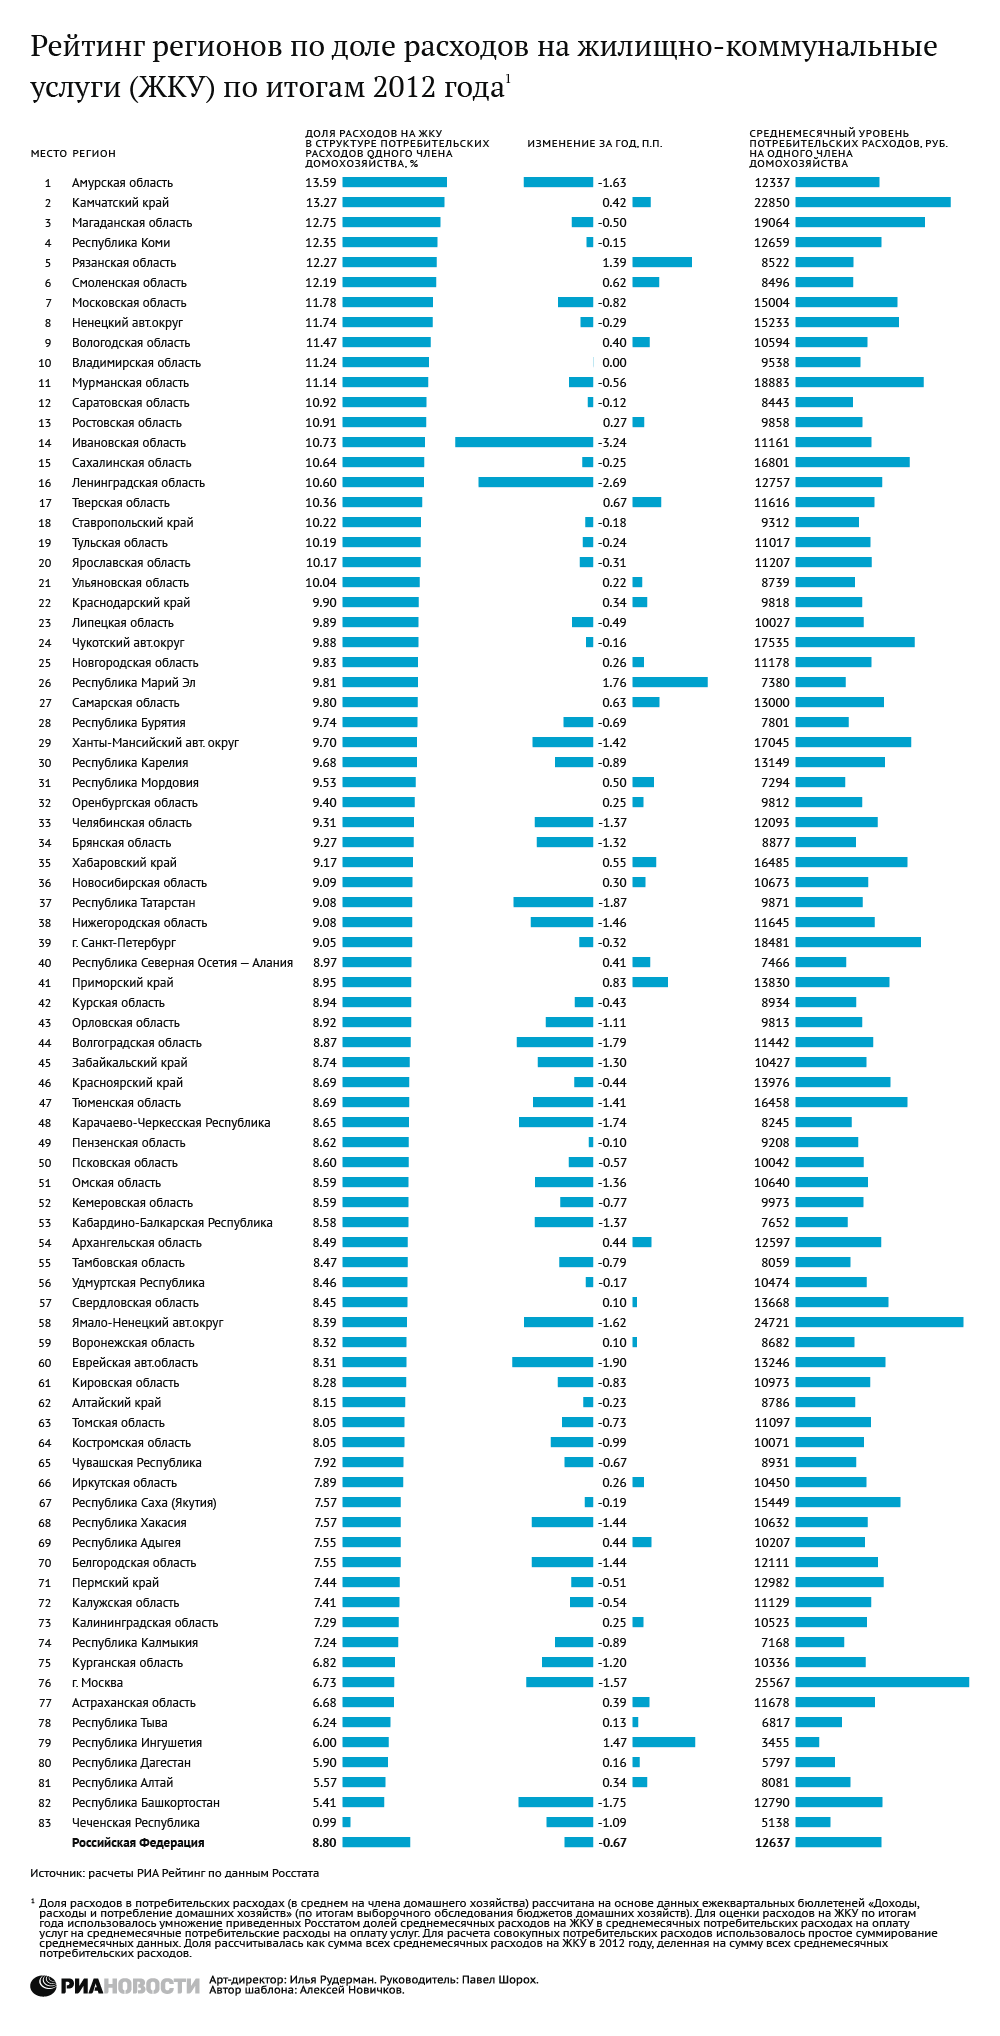 Рейтинг регионов по доле расходов на жилищно-коммунальные
услуги (ЖКУ) по итогам 2012 года¹
МЕСТО РЕГИОН
ДОЛЯ РАСХОДОВ НА ЖКУ
В СТРУКТУРЕ ПОТРЕБИТЕЛЬСКИХ
РАСХОДОВ ОДНОГО ЧЛЕНА
ДОМОХОЗЯЙСТВА, %
ИЗМЕНЕНИЕ ЗА ГОД, П.П.
СРЕДНЕМЕСЯЧНЫЙ УРОВЕНЬ
ПОТРЕБИТЕЛЬСКИХ РАСХОДОВ, РУБ.
НА ОДНОГО ЧЛЕНА
ДОМОХОЗЯЙСТВА
1 Амурская область 13.59 -1.63 12337
2 Камчатский край 13.27 0.42 22850
3 Магаданская область 12.75 -0.50 19064
4 Республика Коми 12.35 -0.15 12659
5 Рязанская область 12.27 1.39 8522
6 Смоленская область 12.19 0.62 8496
7 Московская область 11.78 -0.82 15004
8 Ненецкий авт.округ 11.74 -0.29 15233
9 Вологодская область 11.47 0.40 10594
10 Владимирская область 11.24 0.00 9538
11 Мурманская область 11.14 -0.56 18883
12 Саратовская область 10.92 -0.12 8443
13 Ростовская область 10.91 0.27 9858
14 Ивановская область 10.73 -3.24 11161
15 Сахалинская область 10.64 -0.25 16801
16 Ленинградская область 10.60 -2.69 12757
17 Тверская область 10.36 0.67 11616
18 Ставропольский край 10.22 -0.18 9312
19 Тульская область 10.19 -0.24 11017
20 Ярославская область 10.17 -0.31 11207
21 Ульяновская область 10.04 0.22 8739
22 Краснодарский край 9.90 0.34 9818
23 Липецкая область 9.89 -0.49 10027
24 Чукотский авт.округ 9.88 -0.16 17535
25 Новгородская область 9.83 0.26 11178
26 Республика Марий Эл 9.81 1.76 7380
27 Самарская область 9.80 0.63 13000
28 Республика Бурятия 9.74 -0.69 7801
29 Ханты-Мансийский авт. округ 9.70 -1.42 17045
30 Республика Карелия 9.68 -0.89 13149
31 Республика Мордовия 9.53 0.50 7294
32 Оренбургская область 9.40 0.25 9812
33 Челябинская область 9.31 -1.37 12093
34 Брянская область 9.27 -1.32 8877
35 Хабаровский край 9.17 0.55 16485
36 Новосибирская область 9.09 0.30 10673
37 Республика Татарстан 9.08 -1.87 9871
38 Нижегородская область 9.08 -1.46 11645
39 г. Санкт-Петербург 9.05 -0.32 18481
40 Республика Северная Осетия — Алания 8.97 0.41 7466
41 Приморский край 8.95 0.83 13830
42 Курская область 8.94 -0.43 8934
43 Орловская область 8.92 -1.11 9813
44 Волгоградская область 8.87 -1.79 11442
45 Забайкальский край 8.74 -1.30 10427
46 Красноярский край 8.69 -0.44 13976
47 Тюменская область 8.69 -1.41 16458
48 Карачаево-Черкесская Республика 8.65 -1.74 8245
49 Пензенская область 8.62 -0.10 9208
50 Псковская область 8.60 -0.57 10042
51 Омская область 8.59 -1.36 10640
52 Кемеровская область 8.59 -0.77 9973
53 Кабардино-Балкарская Республика 8.58 -1.37 7652
54 Архангельская область 8.49 0.44 12597
55 Тамбовская область 8.47 -0.79 8059
56 Удмуртская Республика 8.46 -0.17 10474
57 Свердловская область 8.45 0.10 13668
58 Ямало-Ненецкий авт.округ 8.39 -1.62 24721
59 Воронежская область 8.32 0.10 8682
60 Еврейская авт.область 8.31 -1.90 13246
61 Кировская область 8.28 -0.83 10973
62 Алтайский край 8.15 -0.23 8786
63 Томская область 8.05 -0.73 11097
64 Костромская область 8.05 -0.99 10071
65 Чувашская Республика 7.92 -0.67 8931
66 Иркутская область 7.89 0.26 10450
67 Республика Саха (Якутия) 7.57 -0.19 15449
68 Республика Хакасия 7.57 -1.44 10632
69 Республика Адыгея 7.55 0.44 10207
70 Белгородская область 7.55 -1.44 12111
71 Пермский край 7.44 -0.51 12982
72 Калужская область 7.41 -0.54 11129
73 Калининградская область 7.29 0.25 10523
74 Республика Калмыкия 7.24 -0.89 7168
75 Курганская область 6.82 -1.20 10336
76 г. Москва 6.73 -1.57 25567
77 Астраханская область 6.68 0.39 11678
78 Республика Тыва 6.24 0.13 6817
79 Республика Ингушетия 6.00 1.47 3455
80 Республика Дагестан 5.90 0.16 5797
81 Республика Алтай 5.57 0.34 8081
82 Республика Башкортостан 5.41 -1.75 12790
83 Чеченская Республика 0.99 -1.09 5138
Российская Федерация 8.80 -0.67 12637
Источник: расчеты РИА Рейтинг по данным Росстата
¹ Доля расходов в потребительских расходах (в среднем на члена домашнего хозяйства) рассчитана на основе данных ежеквартальных бюллетеней «Доходы,
расходы и потребление домашних хозяйств» (по итогам выборочного обследования бюджетов домашних хозяйств). Для оценки расходов на ЖКУ по итогам
года использовалось умножение приведенных Росстатом долей среднемесячных расходов на ЖКУ в среднемесячных потребительских расходах на оплату
услуг на среднемесячные потребительские расходы на оплату услуг. Для расчета совокупных потребительских расходов использовалось простое суммирование
среднемесячных данных. Доля рассчитывалась как сумма всех среднемесячных расходов на ЖКУ в 2012 году, деленная на сумму всех среднемесячных
потребительских расходов.
РИАНОВОСТИ
Арт-директор: Илья Рудерман. Руководитель: Павел Шорох.
Автор шаблона: Алексей Новичков.